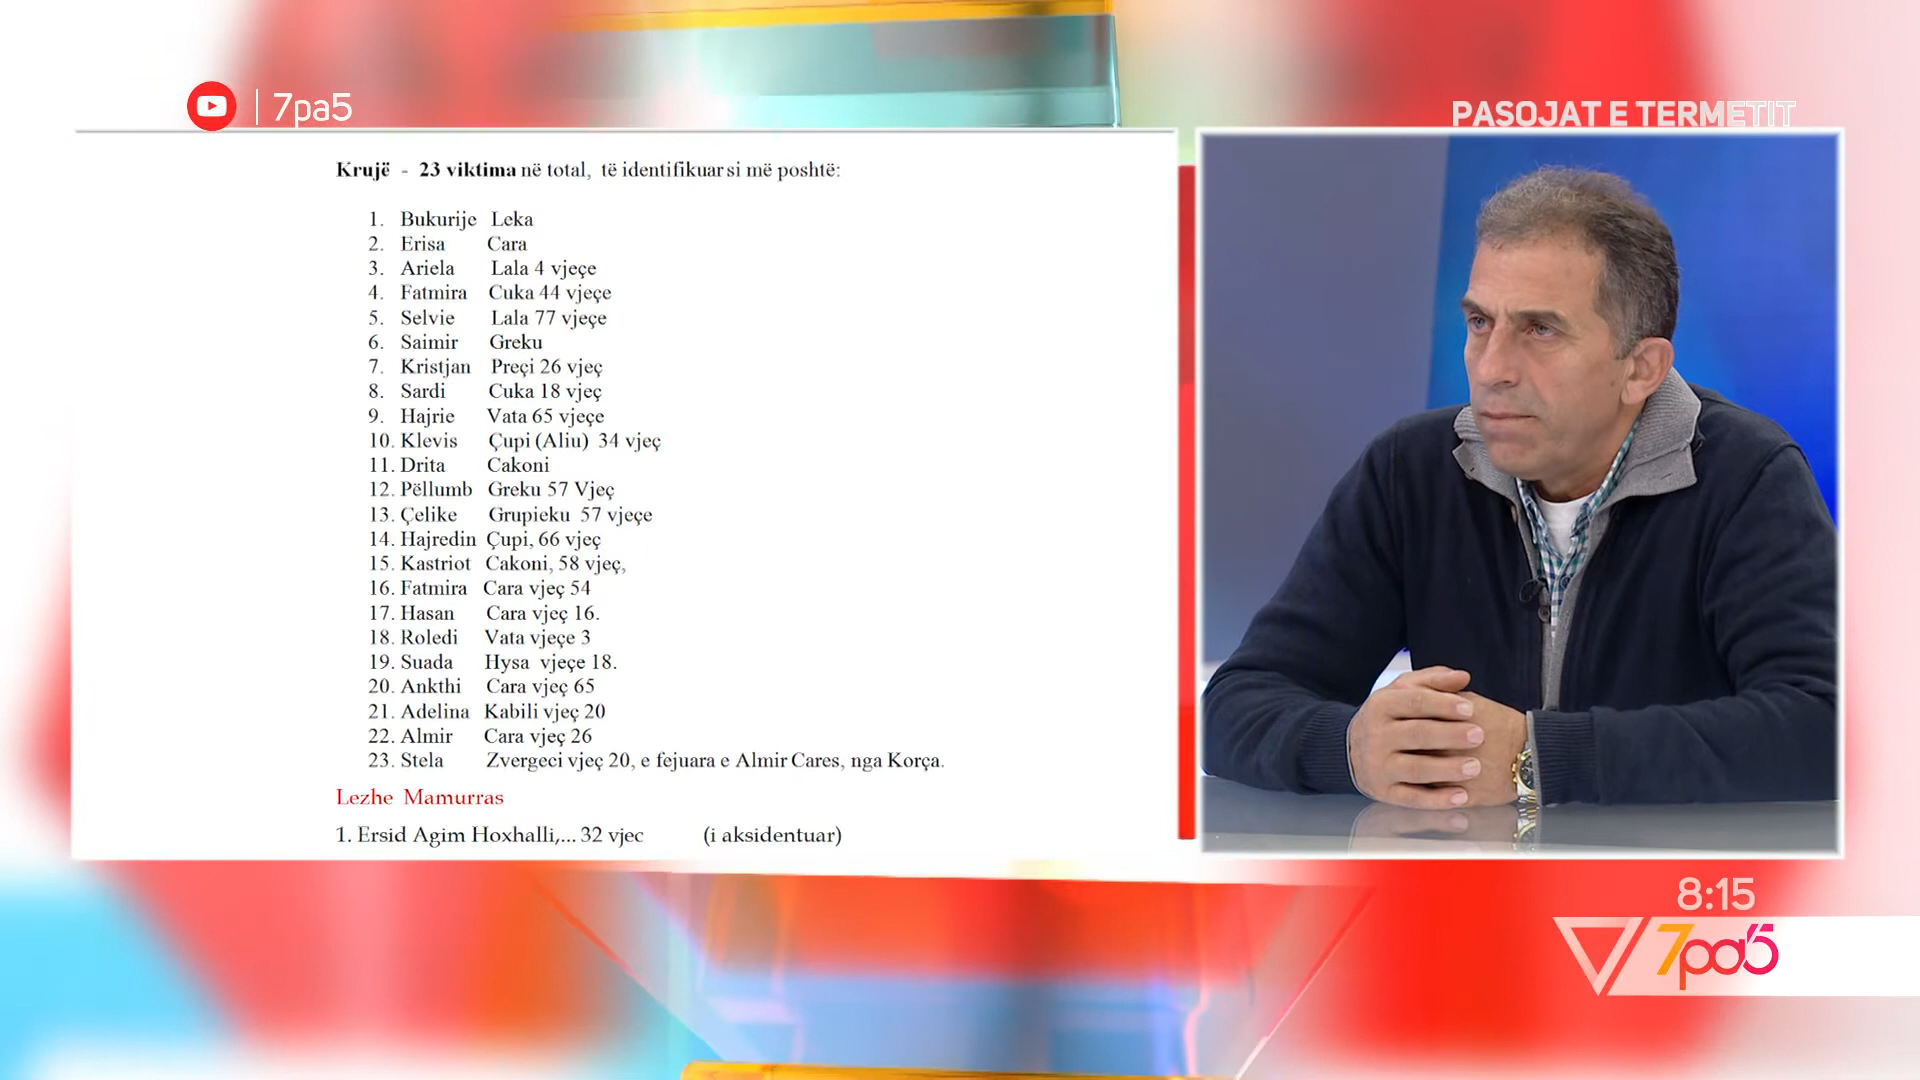 7pa5
PASOJAT E TERMETIT
Krujë - 23 viktima në total, të identifikuar si më poshtë:
1. Bukurije Leka
2. Erisa Cara
3. Ariela Lala 4 vjeçe
4. Fatmira Cuka 44 vjeçe
5. Selvie Lala 77 vjeçe
6. Saimir Greku
7. Kristjan Preçi 26 vjeç
8. Sardi Cuka 18 vjeç
9. Hajrie Vata 65 vjeçe
10. Klevis Çupi (Aliu) 34 vjeç
11. Drita Cakoni
12. Pëllumb Greku 57 Vjeç
13. Çelike Grupieku 57 vjeçe
14. Hajredin Çupi, 66 vjeç
15. Kastriot Cakoni, 58 vjeç,
16. Fatmira Cara vjeç 54
17. Hasan Cara vjeç 16.
18. Roledi Vata vjeçe 3
19. Suada Hysa vjeçe 18.
20. Ankthi Cara vjeç 65
21. Adelina Kabili vjeç 20
22. Almir Cara vjeç 26
23. Stela Zvergeci vjeç 20, e fejuara e Almir Cares, nga Korça.
Lezhe Mamurras
1. Ersid Agim Hoxhalli,... 32 vjec (i aksidentuar)
8:15
7pa5